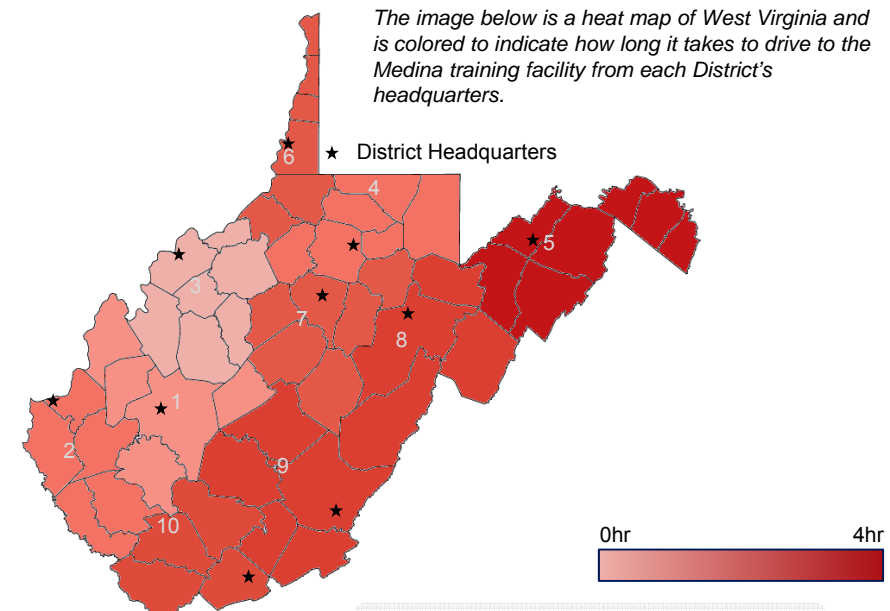 The image below is a heat map of West Virginia and
is colored to indicate how long it takes to drive to the
Medina training facility from each District's
headquarters.
6
★ District Headquarters
4
5
3
7
8
1
2
9
10
0hr 4hr